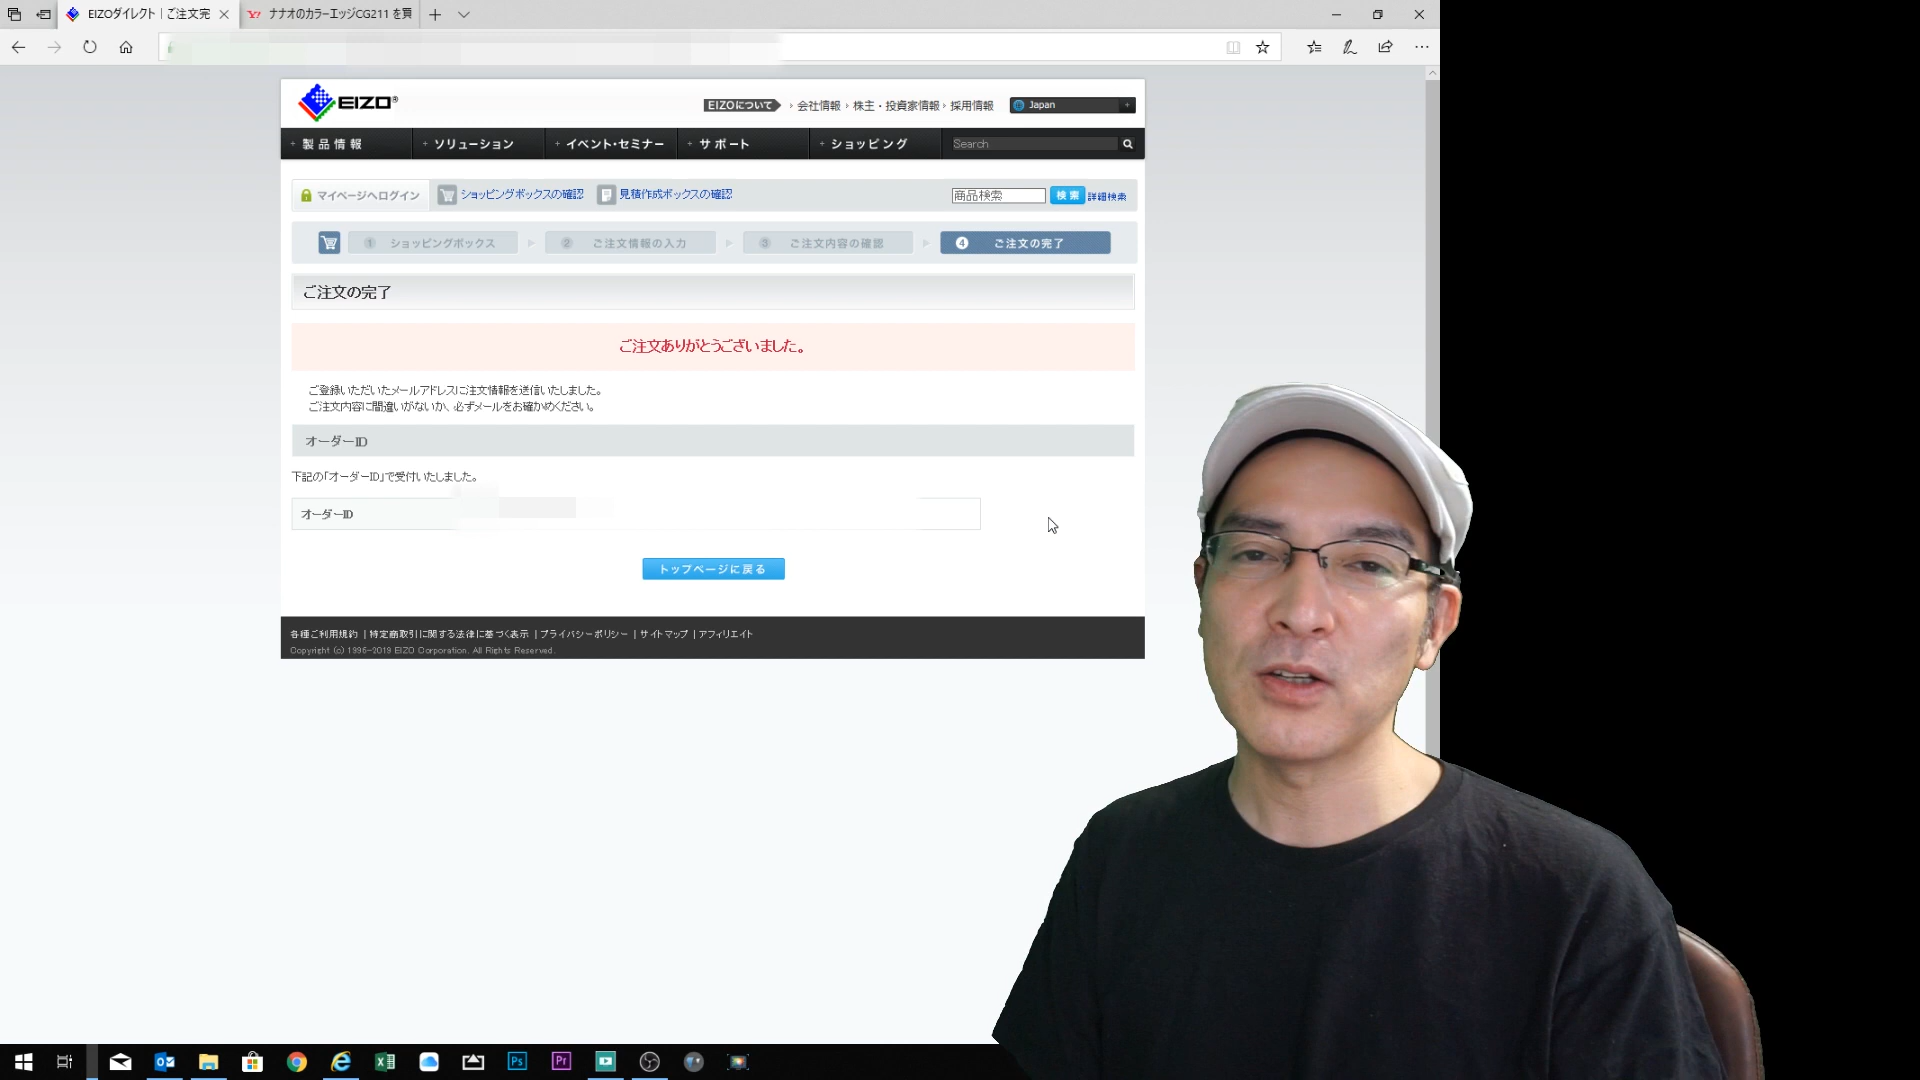 EIZOダイレクト｜ご注文完
ナナオのカラーエッジCG211 を買
EIZO®
EIZOについて
会社情報
株主・投資家情報
採用情報
Japan
製品情報
ソリューション
イベント・セミナー
サポート
ショッピング
Search
マイページへログイン
ショッピングボックスの確認
見積作成ボックスの確認
商品検索
検索
詳細検索
1 ショッピングボックス
2 ご注文情報の入力
3 ご注文内容の確認
4 ご注文の完了
ご注文の完了
ご注文ありがとうございました。
ご登録いただいたメールアドレスに注文情報を送信いたしました。
ご注文内容に間違いがないか、必ずメールをお確かめください。
オーダーID
下記の「オーダーID」で受付いたしました。
オーダーID
トップページに戻る
各種ご利用規約 | 特定商取引に関する法律に基づく表示 | プライバシーポリシー | サイトマップ | アフィリエイト
Copyright (c) 1996-2019 EIZO Corporation. All Rights Reserved.
Ps
Pr